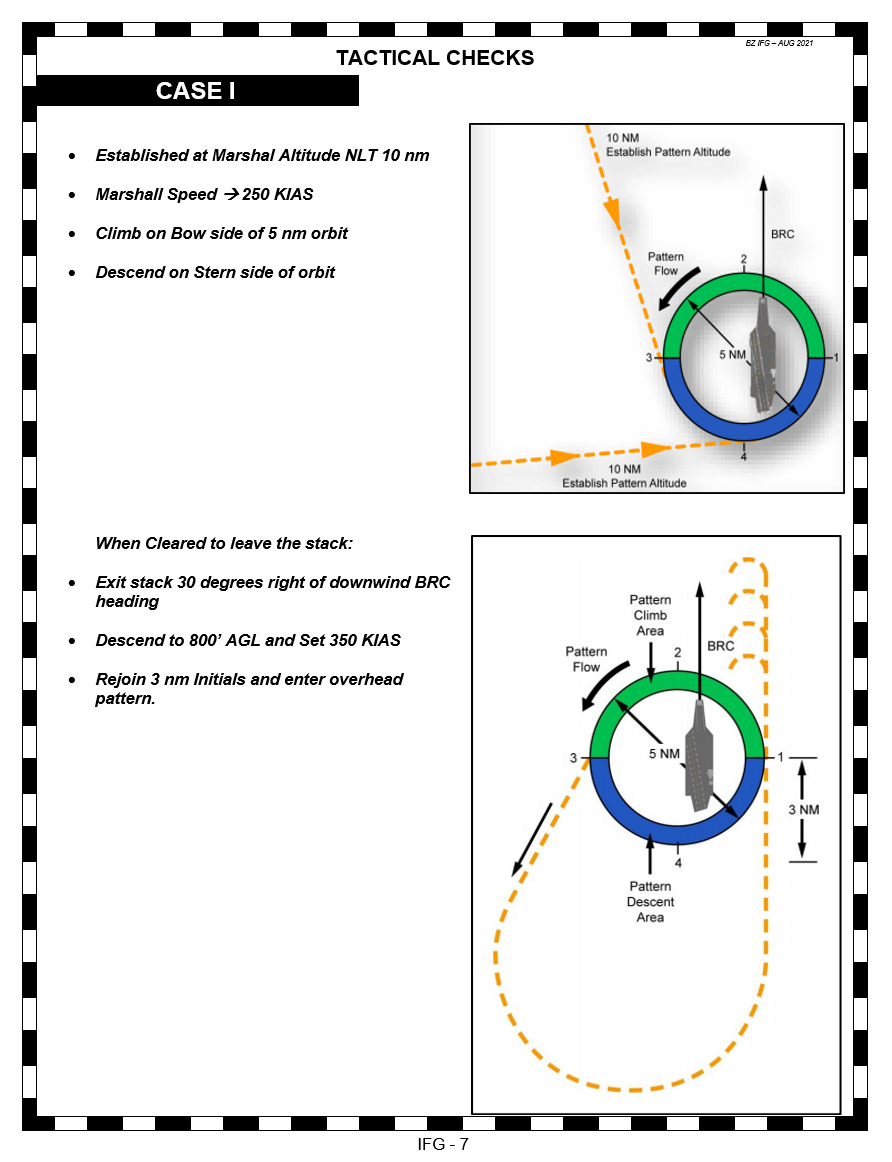 BZ IFG – AUG 2021
TACTICAL CHECKS
CASE I
• Established at Marshal Altitude NLT 10 nm
• Marshall Speed → 250 KIAS
• Climb on Bow side of 5 nm orbit
• Descend on Stern side of orbit
10 NM
Establish Pattern Altitude
BRC
Pattern
Flow
2
3
5 NM
1
4
10 NM
Establish Pattern Altitude
When Cleared to leave the stack:
• Exit stack 30 degrees right of downwind BRC
heading
• Descend to 800’ AGL and Set 350 KIAS
• Rejoin 3 nm Initials and enter overhead
pattern.
Pattern
Climb
Area
Pattern
Flow
2
BRC
3
5 NM
1
3 NM
4
Pattern
Descent
Area
IFG - 7